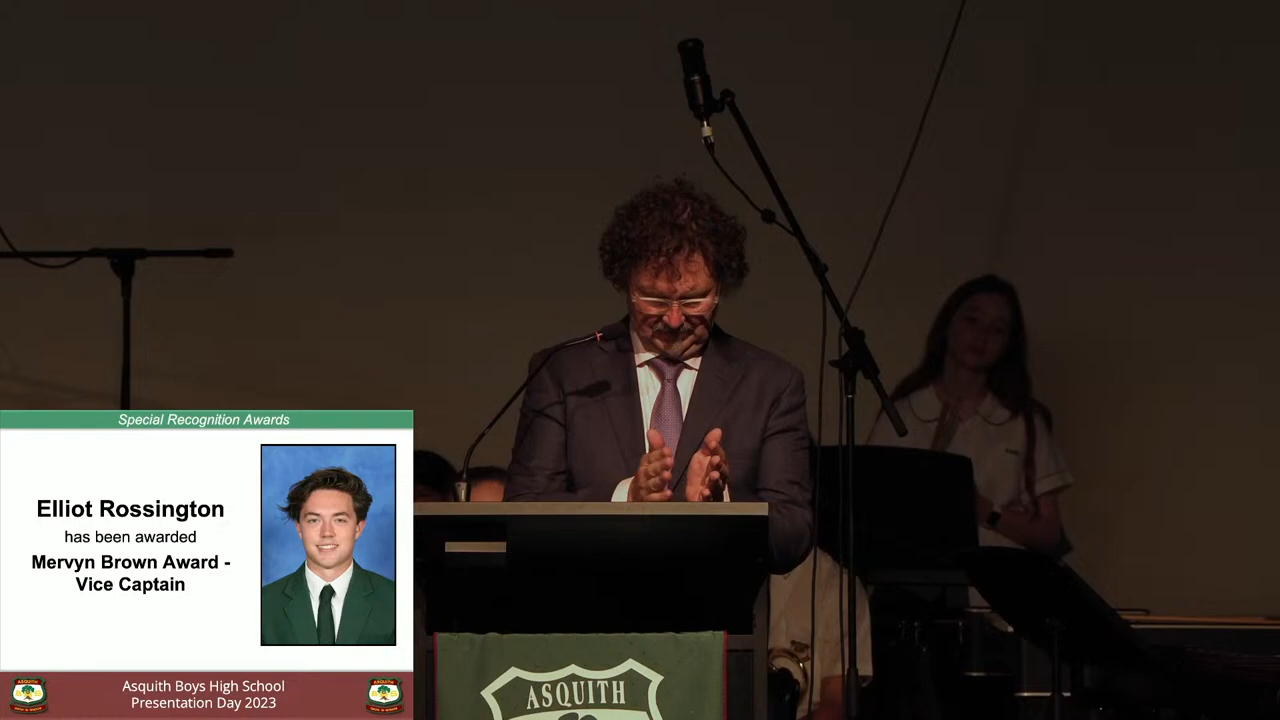 Special Recognition Awards
Elliot Rossington
has been awarded
Mervyn Brown Award -
Vice Captain
Asquith Boys High School
Presentation Day 2023
ASQUITH